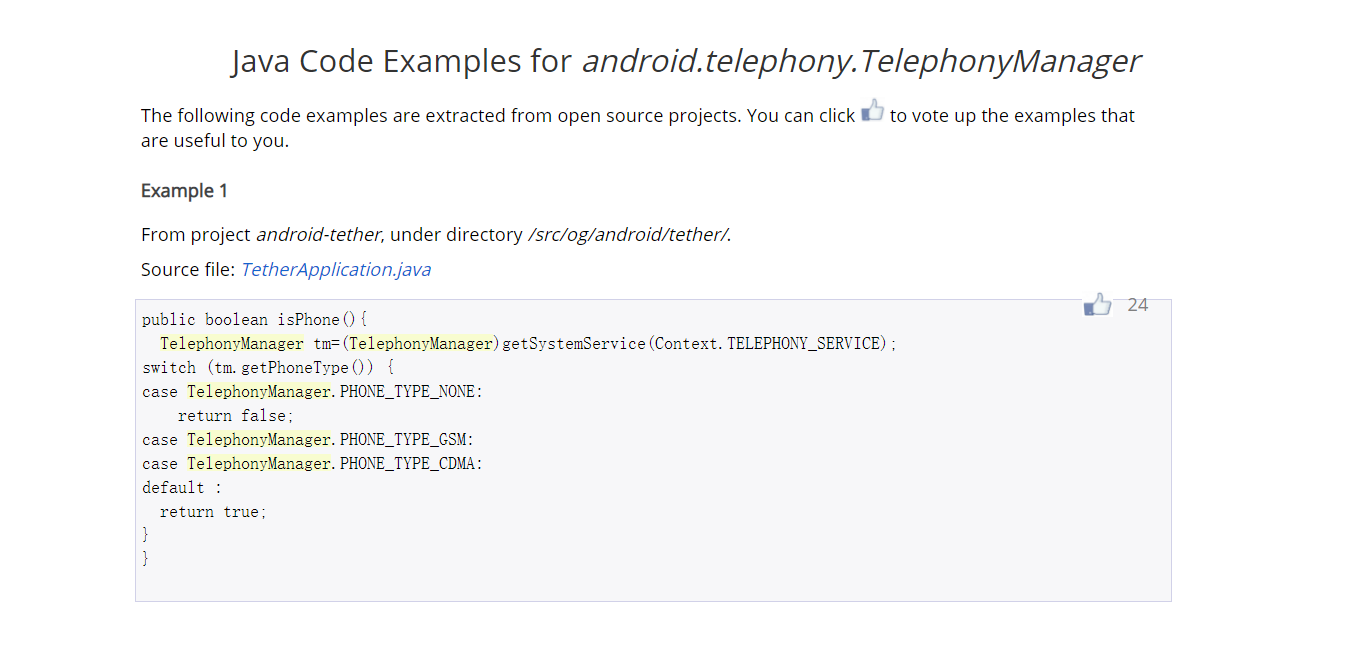 Java Code Examples for android.telephony.TelephonyManager
The following code examples are extracted from open source projects. You can click to vote up the examples that
are useful to you.
Example 1
From project android-tether, under directory /src/og/android/tether/.
Source file: TetherApplication.java
24
public boolean isPhone(){
  TelephonyManager tm=(TelephonyManager)getSystemService(Context.TELEPHONY_SERVICE);
switch (tm.getPhoneType()) {
case TelephonyManager.PHONE_TYPE_NONE:
    return false;
case TelephonyManager.PHONE_TYPE_GSM:
case TelephonyManager.PHONE_TYPE_CDMA:
default :
  return true;
}
}